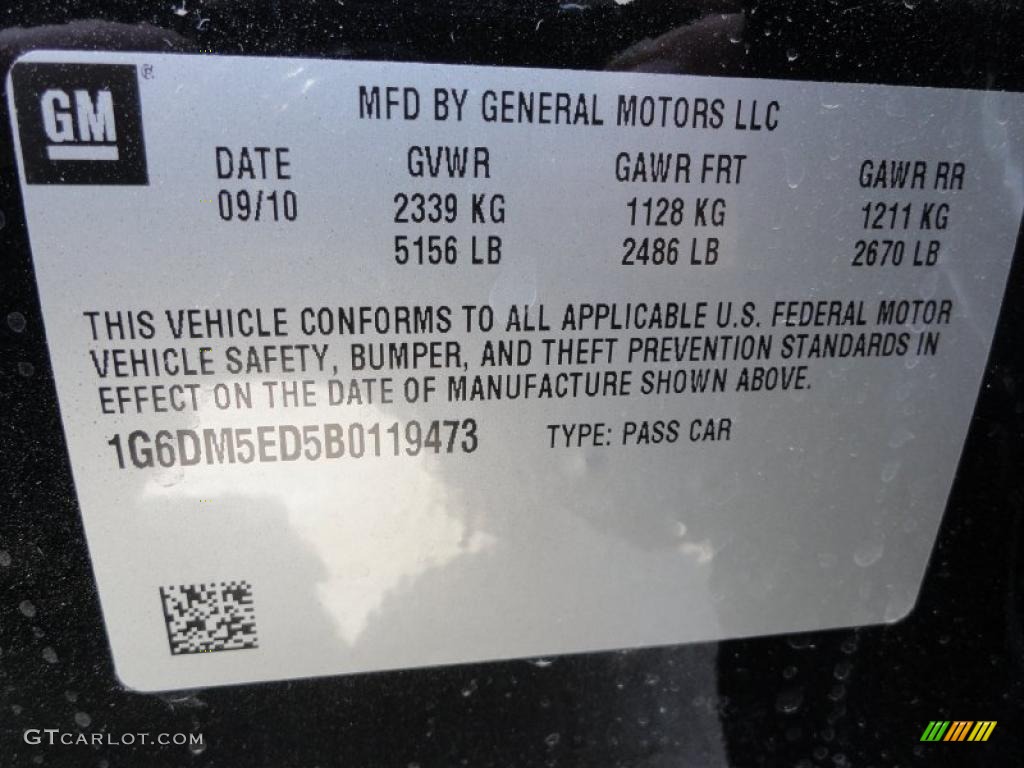 GM ®
MFD BY GENERAL MOTORS LLC
DATE GVWR GAWR FRT GAWR RR
09/10 2339 KG 1128 KG 1211 KG
5156 LB 2486 LB 2670 LB
THIS VEHICLE CONFORMS TO ALL APPLICABLE U.S. FEDERAL MOTOR
VEHICLE SAFETY, BUMPER, AND THEFT PREVENTION STANDARDS IN
EFFECT ON THE DATE OF MANUFACTURE SHOWN ABOVE.
1G6DM5ED5B0119473 TYPE: PASS CAR
GTCARLOT.COM